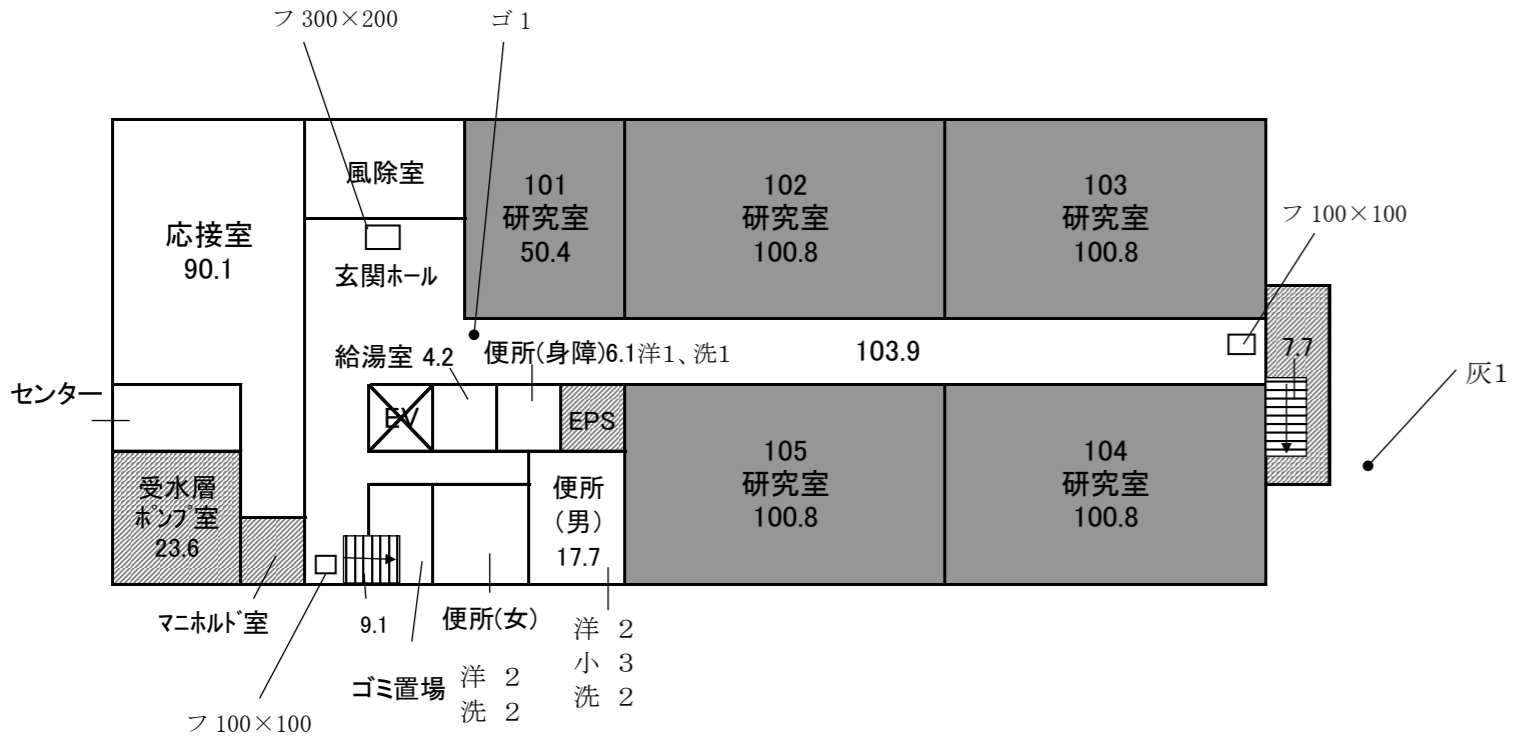 フ 300×200
ゴ 1
風除室
101
研究室
50.4
102
研究室
100.8
103
研究室
100.8
フ 100×100
応接室
90.1
玄関ホール
給湯室 4.2
便所(身障)6.1洋1、洗1
103.9
7.7
灰1
センター
EV
EPS
受水層
ポンプ室
23.6
便所
（男）
17.7
105
研究室
100.8
104
研究室
100.8
マニホルド室
9.1
便所(女)
洋 2
小 3
洗 2
ゴミ置場
洋 2
洗 2
フ 100×100